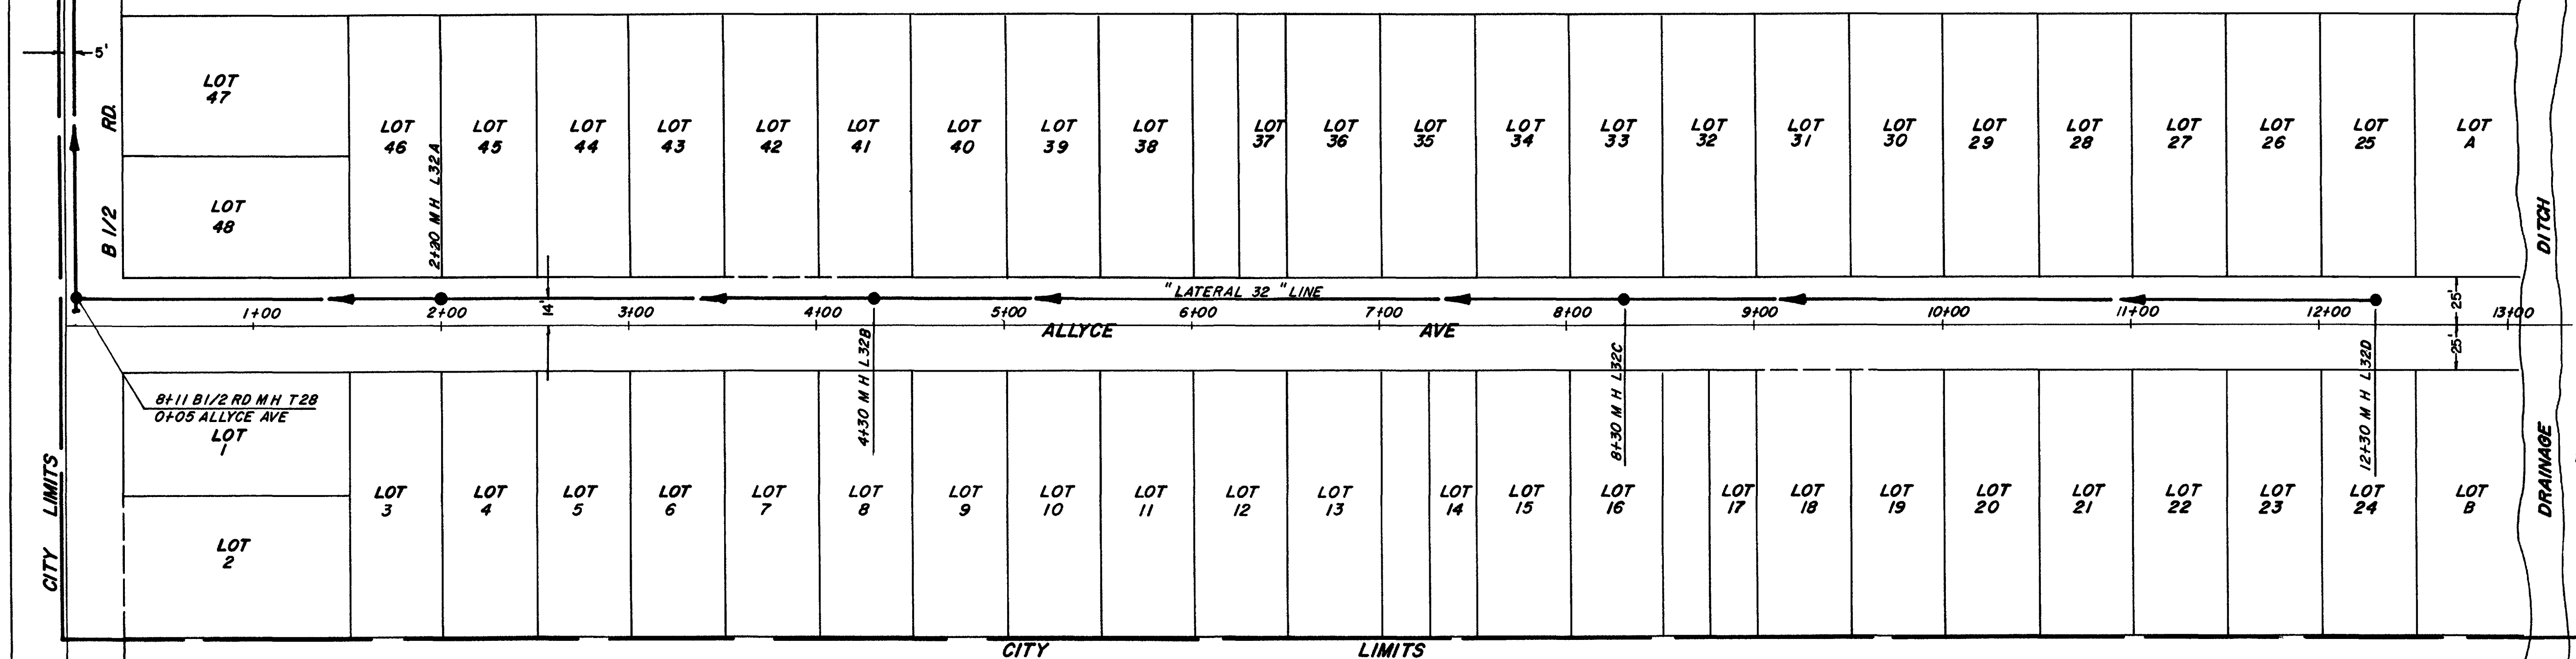 5'
B 1/2 RD.
LOT
47
LOT
48
LOT
46
LOT
45
LOT
44
LOT
43
LOT
42
LOT
41
LOT
40
LOT
39
LOT
38
LOT
37
LOT
36
LOT
35
LOT
34
LOT
33
LOT
32
LOT
31
LOT
30
LOT
29
LOT
28
LOT
27
LOT
26
LOT
25
LOT
A
2+00 MH L32A
"LATERAL 32" LINE
14'
1+00 2+00 3+00 4+00 5+00 6+00 7+00 8+00 9+00 10+00 11+00 12+00 13+00
ALLYCE AVE
25'
25'
DRAINAGE DITCH
4+30 MH L32B
8+30 MH L32C
12+30 MH L32D
8+11 B1/2 RD MH T28
0+05 ALLYCE AVE
LOT
1
LOT
2
LOT
3
LOT
4
LOT
5
LOT
6
LOT
7
LOT
8
LOT
9
LOT
10
LOT
11
LOT
12
LOT
13
LOT
14
LOT
15
LOT
16
LOT
17
LOT
18
LOT
19
LOT
20
LOT
21
LOT
22
LOT
23
LOT
24
LOT
B
CITY LIMITS
CITY LIMITS